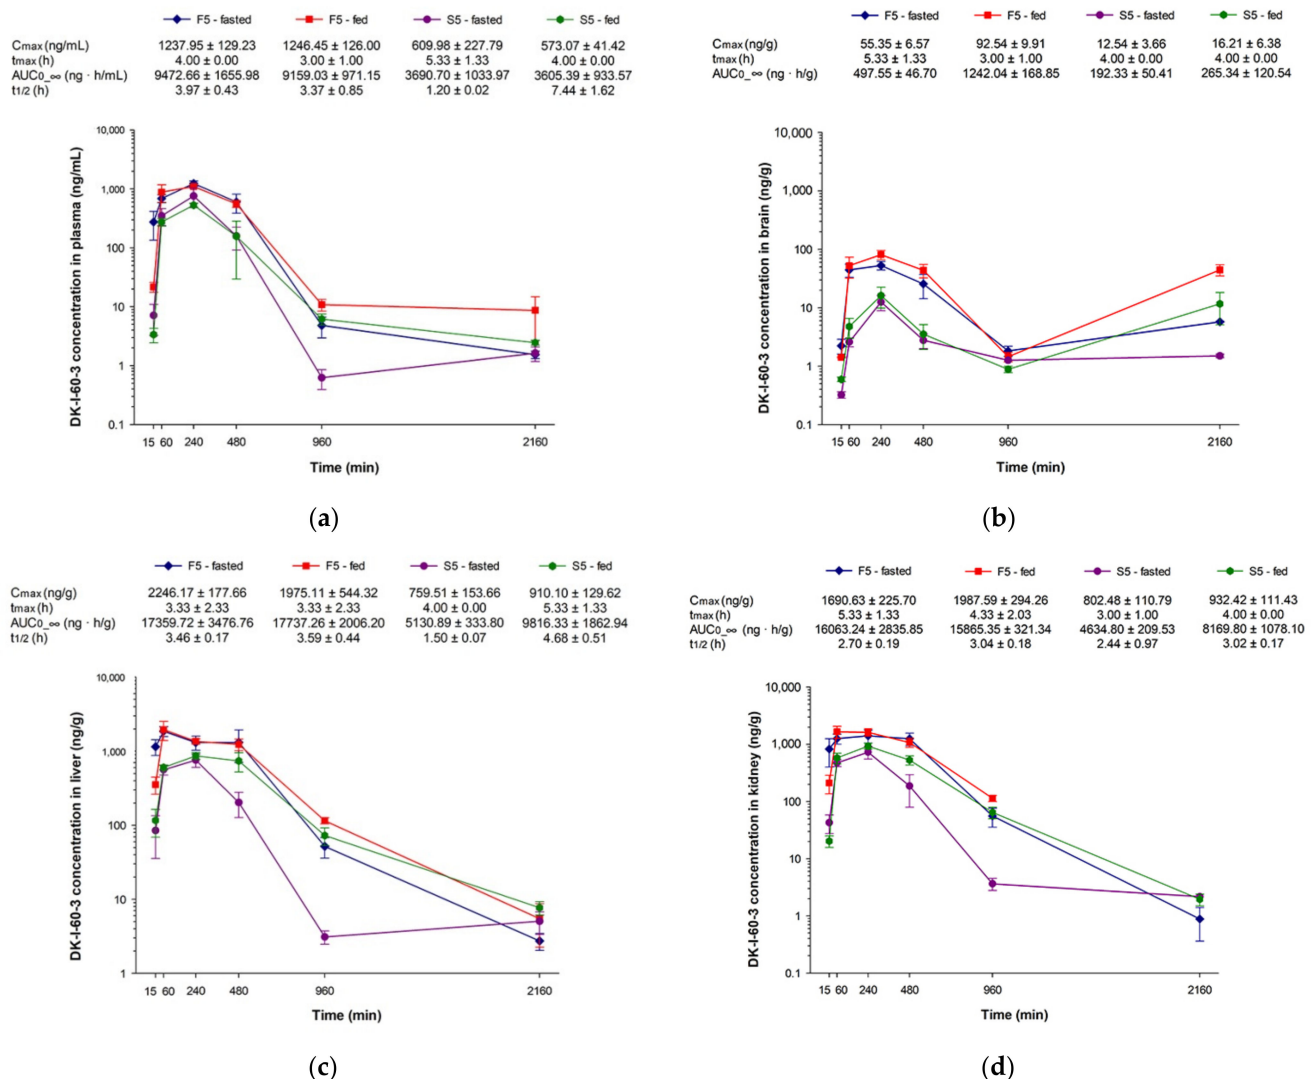 F5 - fasted F5 - fed S5 - fasted S5 - fed
Cmax (ng/mL) 1237.95 ± 129.23 1246.45 ± 126.00 609.98 ± 227.79 573.07 ± 41.42
tmax (h) 4.00 ± 0.00 3.00 ± 1.00 5.33 ± 1.33 4.00 ± 0.00
AUC0_∞ (ng · h/mL) 9472.66 ± 1655.98 9159.03 ± 971.15 3690.70 ± 1033.97 3605.39 ± 933.57
t1/2 (h) 3.97 ± 0.43 3.37 ± 0.85 1.20 ± 0.02 7.44 ± 1.62
DK-I-60-3 concentration in plasma (ng/mL)
10,000
1,000
100
10
1
0.1
15 60 240 480 960 2160
Time (min)
(a)
F5 - fasted F5 - fed S5 - fasted S5 - fed
Cmax (ng/g) 55.35 ± 6.57 92.54 ± 9.91 12.54 ± 3.66 16.21 ± 6.38
tmax (h) 5.33 ± 1.33 3.00 ± 1.00 4.00 ± 0.00 4.00 ± 0.00
AUC0_∞ (ng · h/g) 497.55 ± 46.70 1242.04 ± 168.85 192.33 ± 50.41 265.34 ± 120.54
DK-I-60-3 concentration in brain (ng/g)
10,000
1,000
100
10
1
0.1
15 60 240 480 960 2160
Time (min)
(b)
F5 - fasted F5 - fed S5 - fasted S5 - fed
Cmax (ng/g) 2246.17 ± 177.66 1975.11 ± 544.32 759.51 ± 153.66 910.10 ± 129.62
tmax (h) 3.33 ± 2.33 3.33 ± 2.33 4.00 ± 0.00 5.33 ± 1.33
AUC0_∞ (ng · h/g) 17359.72 ± 3476.76 17737.26 ± 2006.20 5130.89 ± 333.80 9816.33 ± 1862.94
t1/2 (h) 3.46 ± 0.17 3.59 ± 0.44 1.50 ± 0.07 4.68 ± 0.51
DK-I-60-3 concentration in liver (ng/g)
10,000
1,000
100
10
1
15 60 240 480 960 2160
Time (min)
(c)
F5 - fasted F5 - fed S5 - fasted S5 - fed
Cmax (ng/g) 1690.63 ± 225.70 1987.59 ± 294.26 802.48 ± 110.79 932.42 ± 111.43
tmax (h) 5.33 ± 1.33 4.33 ± 2.03 3.00 ± 1.00 4.00 ± 0.00
AUC0_∞ (ng · h/g) 16063.24 ± 2835.85 15865.35 ± 321.34 4634.80 ± 209.53 8169.80 ± 1078.10
t1/2 (h) 2.70 ± 0.19 3.04 ± 0.18 2.44 ± 0.97 3.02 ± 0.17
DK-I-60-3 concentration in kidney (ng/g)
10,000
1,000
100
10
1
0.1
15 60 240 480 960 2160
Time (min)
(d)